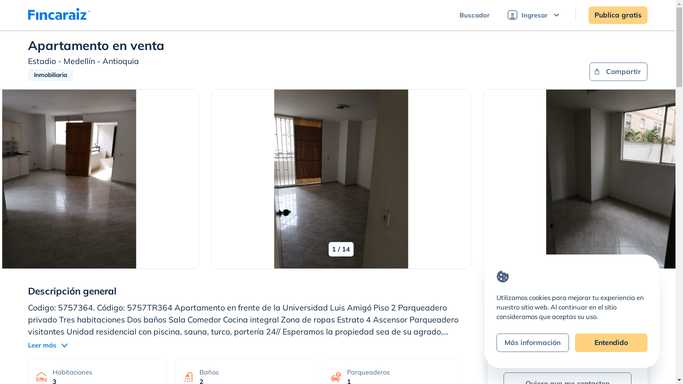 Fincaraiz
Buscador
Ingresar
Publica gratis
Apartamento en venta
Estadio - Medellín - Antioquia
Inmobiliaria
Compartir
1 / 14
Descripción general
Codigo: 5757364. Código: 5757TR364 Apartamento en frente de la Universidad Luis Amigó Piso 2 Parqueadero
privado Tres habitaciones Dos baños Sala Comedor Cocina integral Zona de ropas Estrato 4 Ascensor Parqueadero
visitantes Unidad residencial con piscina, sauna, turco, portería 24// Esperamos la propiedad sea de su agrado,...
Leer más
Habitaciones
3
Baños
2
Parqueaderos
1
Utilizamos cookies para mejorar tu experiencia en
nuestro sitio web. Al continuar en el sitio
consideramos que aceptas su uso.
Más información
Entendido
Quiero que me contacten